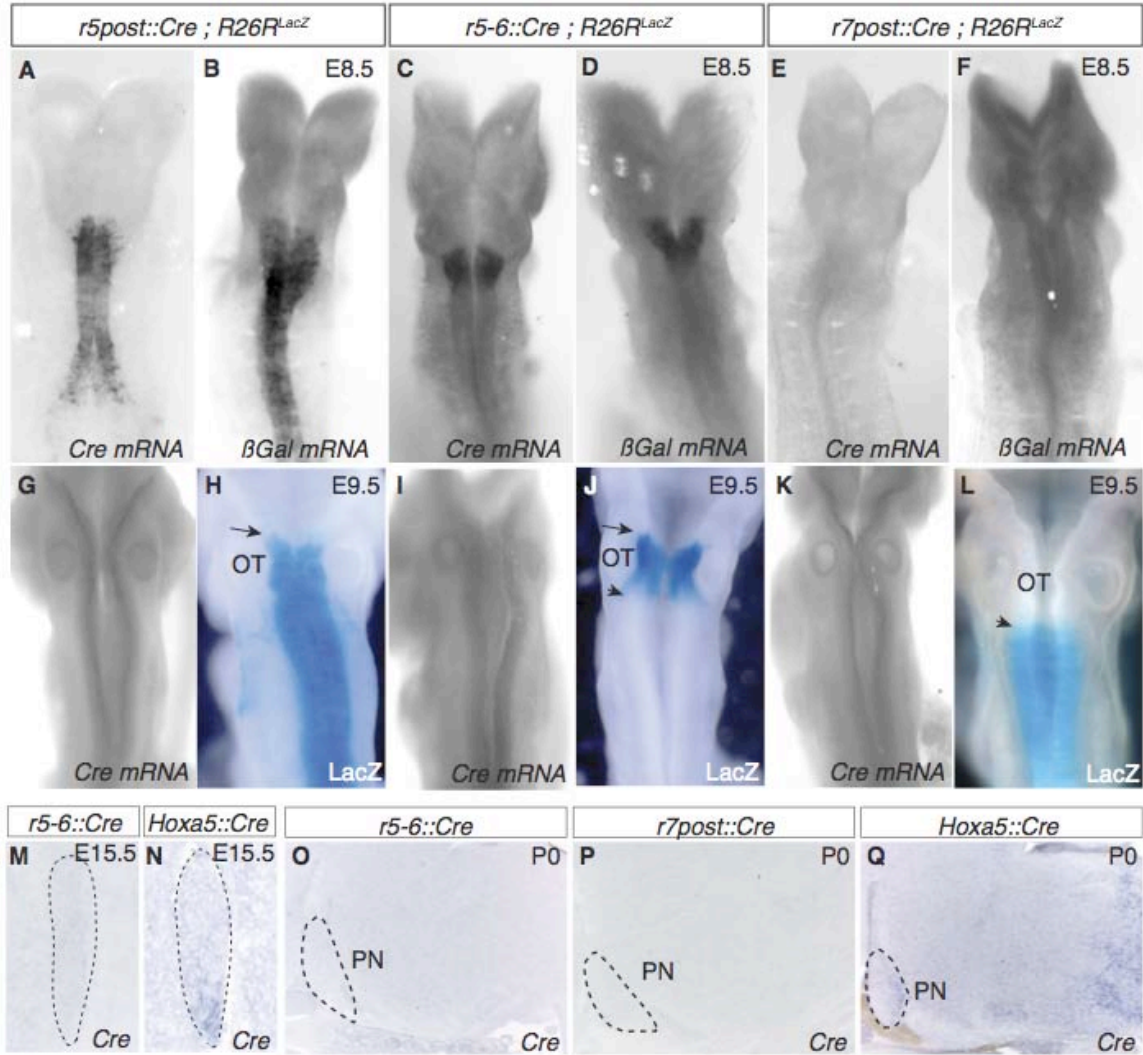 r5post::Cre ; R26R^LacZ r5-6::Cre ; R26R^LacZ r7post::Cre ; R26R^LacZ
A B E8.5 C D E8.5 E F E8.5
Cre mRNA ßGal mRNA Cre mRNA ßGal mRNA Cre mRNA ßGal mRNA
G H E9.5 I J E9.5 K L E9.5
OT OT OT
Cre mRNA LacZ Cre mRNA LacZ Cre mRNA LacZ
r5-6::Cre Hoxa5::Cre r5-6::Cre r7post::Cre Hoxa5::Cre
M E15.5 N E15.5 O P0 P P0 Q P0
PN PN PN
Cre Cre Cre Cre Cre